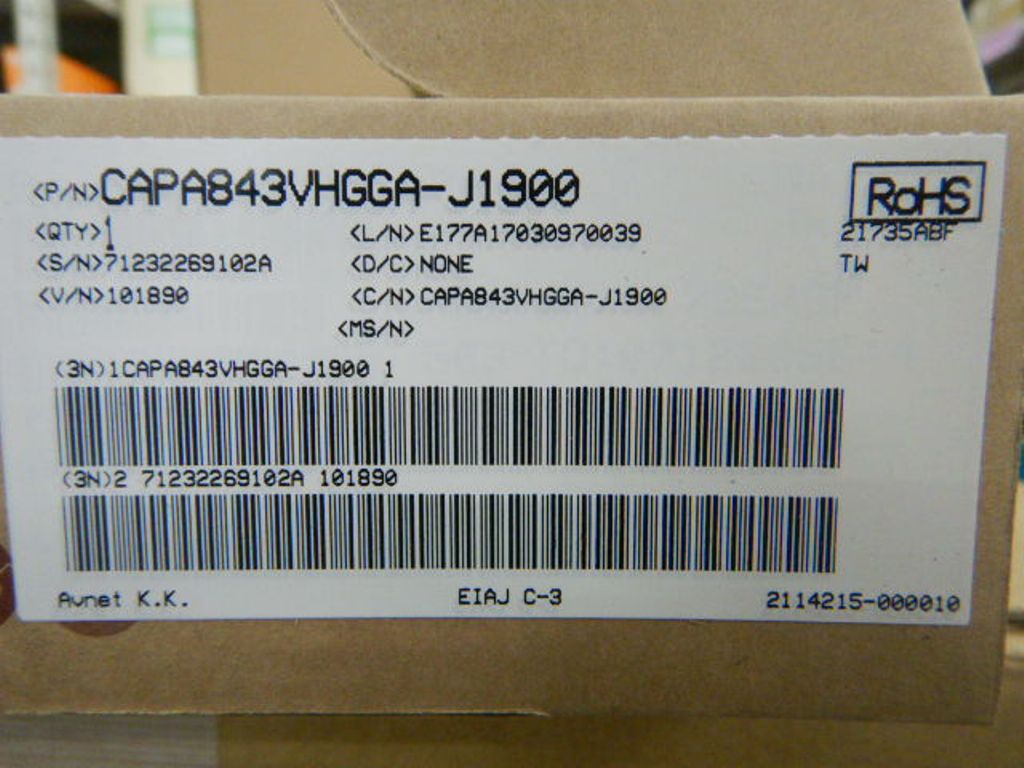 <P/N>CAPA843VHGGA-J1900
RoHS
<QTY>1 <L/N>E177A17030970039 21735ABF
<S/N>71232269102A <D/C>NONE TW
<V/N>101890 <C/N>CAPA843VHGGA-J1900
<MS/N>
(3N)1CAPA843VHGGA-J1900 1
(3N)2 71232269102A 101890
Avnet K.K. EIAJ C-3 2114215-000010